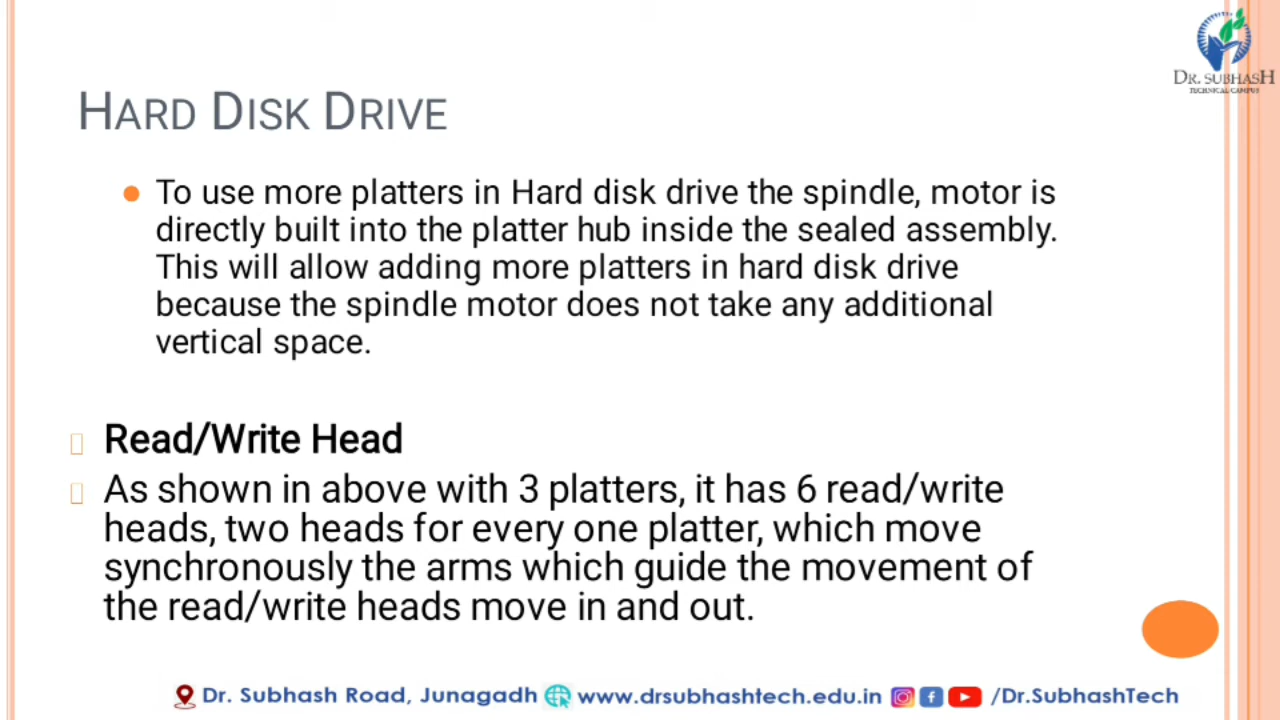 DR. SUBHASH
TECHNICAL CAMPUS
HARD DISK DRIVE
To use more platters in Hard disk drive the spindle, motor is
directly built into the platter hub inside the sealed assembly.
This will allow adding more platters in hard disk drive
because the spindle motor does not take any additional
vertical space.
Read/Write Head
As shown in above with 3 platters, it has 6 read/write
heads, two heads for every one platter, which move
synchronously the arms which guide the movement of
the read/write heads move in and out.
Dr. Subhash Road, Junagadh www.drsubhashtech.edu.in /Dr.SubhashTech